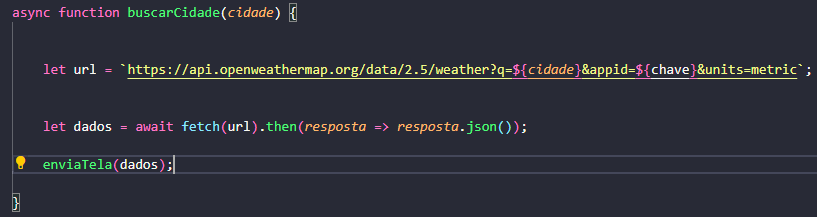 async function buscarCidade(cidade) {
let url = `https://api.openweathermap.org/data/2.5/weather?q=${cidade}&appid=${chave}&units=metric`;
let dados = await fetch(url).then(resposta => resposta.json());
enviaTela(dados);
}